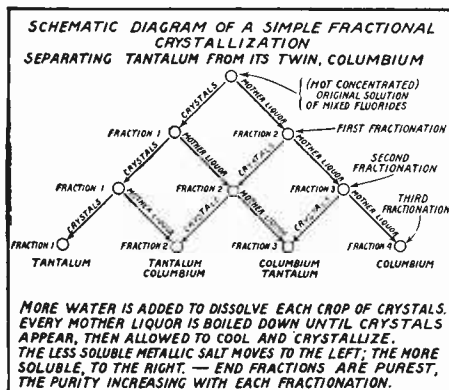 SCHEMATIC DIAGRAM OF A SIMPLE FRACTIONAL
CRYSTALLIZATION
SEPARATING TANTALUM FROM ITS TWIN, COLUMBIUM
(HOT CONCENTRATED)
ORIGINAL SOLUTION
OF MIXED FLUORIDES
CRYSTALS
MOTHER LIQUOR
FRACTION 1
FRACTION 2
FIRST FRACTIONATION
CRYSTALS
MOTHER LIQUOR
CRYSTALS
MOTHER LIQUOR
SECOND
FRACTIONATION
FRACTION 1
FRACTION 2
FRACTION 3
CRYSTALS
MOTHER LIQUOR
CRYSTALS
MOTHER LIQUOR
CRYSTALS
MOTHER LIQUOR
THIRD
FRACTIONATION
FRACTION 1
FRACTION 2
FRACTION 3
FRACTION 4
TANTALUM
TANTALUM
COLUMBIUM
COLUMBIUM
TANTALUM
COLUMBIUM
MORE WATER IS ADDED TO DISSOLVE EACH CROP OF CRYSTALS.
EVERY MOTHER LIQUOR IS BOILED DOWN UNTIL CRYSTALS
APPEAR, THEN ALLOWED TO COOL AND CRYSTALLIZE.
THE LESS SOLUBLE METALLIC SALT MOVES TO THE LEFT; THE MORE
SOLUBLE, TO THE RIGHT. — END FRACTIONS ARE PUREST,
THE PURITY INCREASING WITH EACH FRACTIONATION.